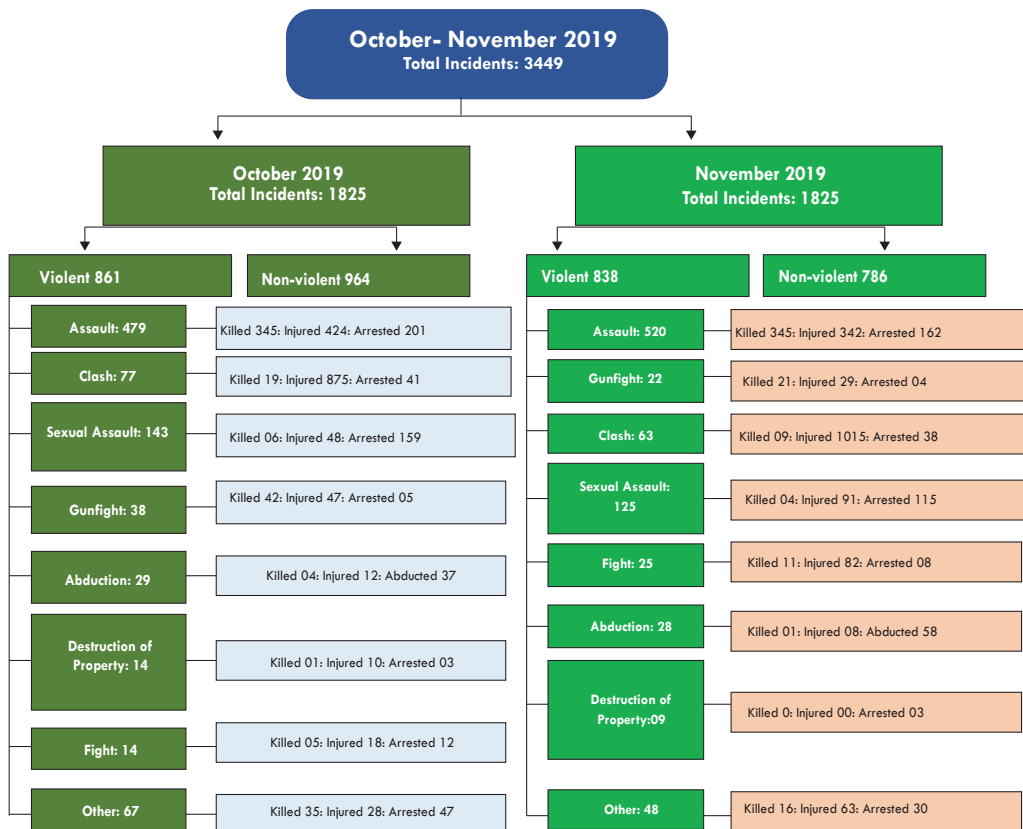 October- November 2019
Total Incidents: 3449
October 2019
Total Incidents: 1825
November 2019
Total Incidents: 1825
Violent 861
Non-violent 964
Violent 838
Non-violent 786
Assault: 479
Killed 345: Injured 424: Arrested 201
Clash: 77
Killed 19: Injured 875: Arrested 41
Sexual Assault: 143
Killed 06: Injured 48: Arrested 159
Gunfight: 38
Killed 42: Injured 47: Arrested 05
Abduction: 29
Killed 04: Injured 12: Abducted 37
Destruction of
Property: 14
Killed 01: Injured 10: Arrested 03
Fight: 14
Killed 05: Injured 18: Arrested 12
Other: 67
Killed 35: Injured 28: Arrested 47
Assault: 520
Killed 345: Injured 342: Arrested 162
Gunfight: 22
Killed 21: Injured 29: Arrested 04
Clash: 63
Killed 09: Injured 1015: Arrested 38
Sexual Assault:
125
Killed 04: Injured 91: Arrested 115
Fight: 25
Killed 11: Injured 82: Arrested 08
Abduction: 28
Killed 01: Injured 08: Abducted 58
Destruction of
Property:09
Killed 0: Injured 00: Arrested 03
Other: 48
Killed 16: Injured 63: Arrested 30